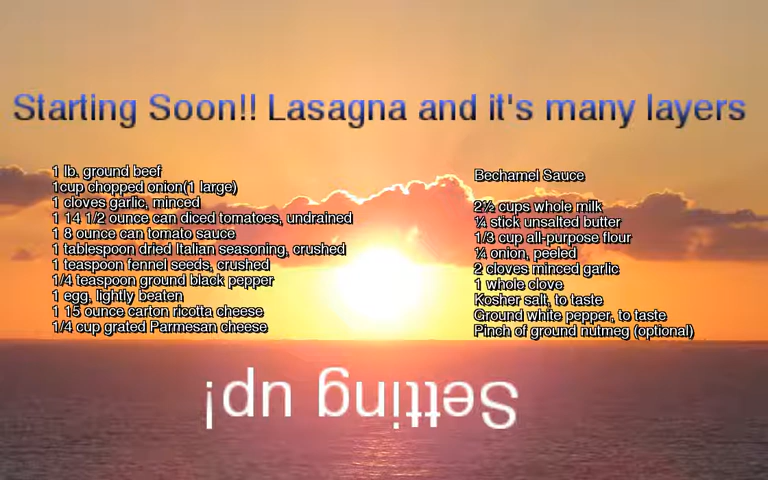 Starting Soon!! Lasagna and it's many layers
1 lb. ground beef
1cup chopped onion(1 large)
1 cloves garlic, minced
1 14 1/2 ounce can diced tomatoes, undrained
1 8 ounce can tomato sauce
1 tablespoon dried Italian seasoning, crushed
1 teaspoon fennel seeds, crushed
1/4 teaspoon ground black pepper
1 egg, lightly beaten
1 15 ounce carton ricotta cheese
1/4 cup grated Parmesan cheese
Bechamel Sauce
2½ cups whole milk
¼ stick unsalted butter
1/3 cup all-purpose flour
¼ onion, peeled
2 cloves minced garlic
1 whole clove
Kosher salt, to taste
Ground white pepper, to taste
Pinch of ground nutmeg (optional)
Setting up!